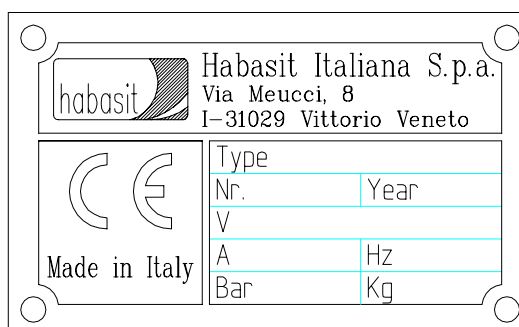 habasit
Habasit Italiana S.p.a.
Via Meucci, 8
I-31029 Vittorio Veneto
CE
Made in Italy
Type
Nr. Year
V
A Hz
Bar Kg